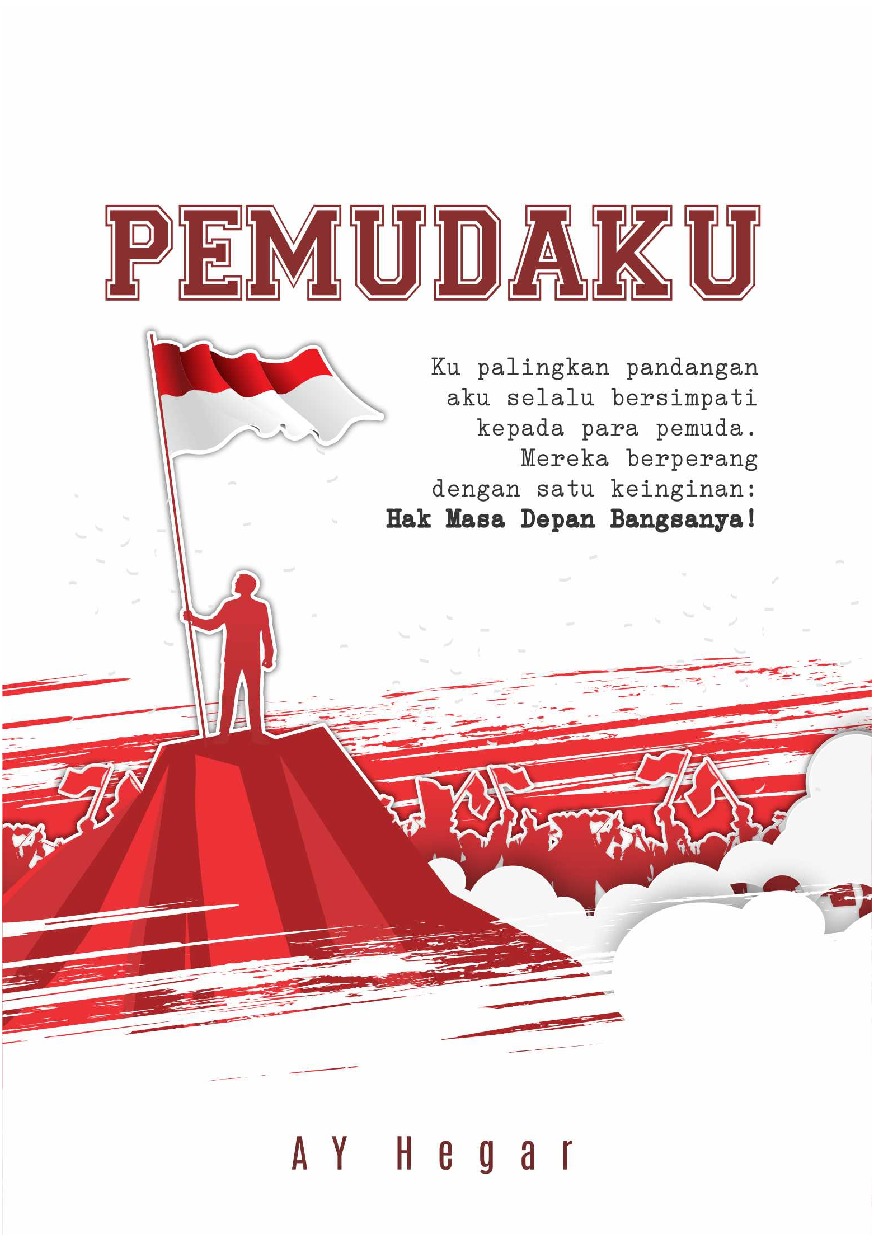 PEMUDAKU
Ku palingkan pandangan
aku selalu bersimpati
kepada para pemuda.
Mereka berperang
dengan satu keinginan:
Hak Masa Depan Bangsanya!
AY Hegar